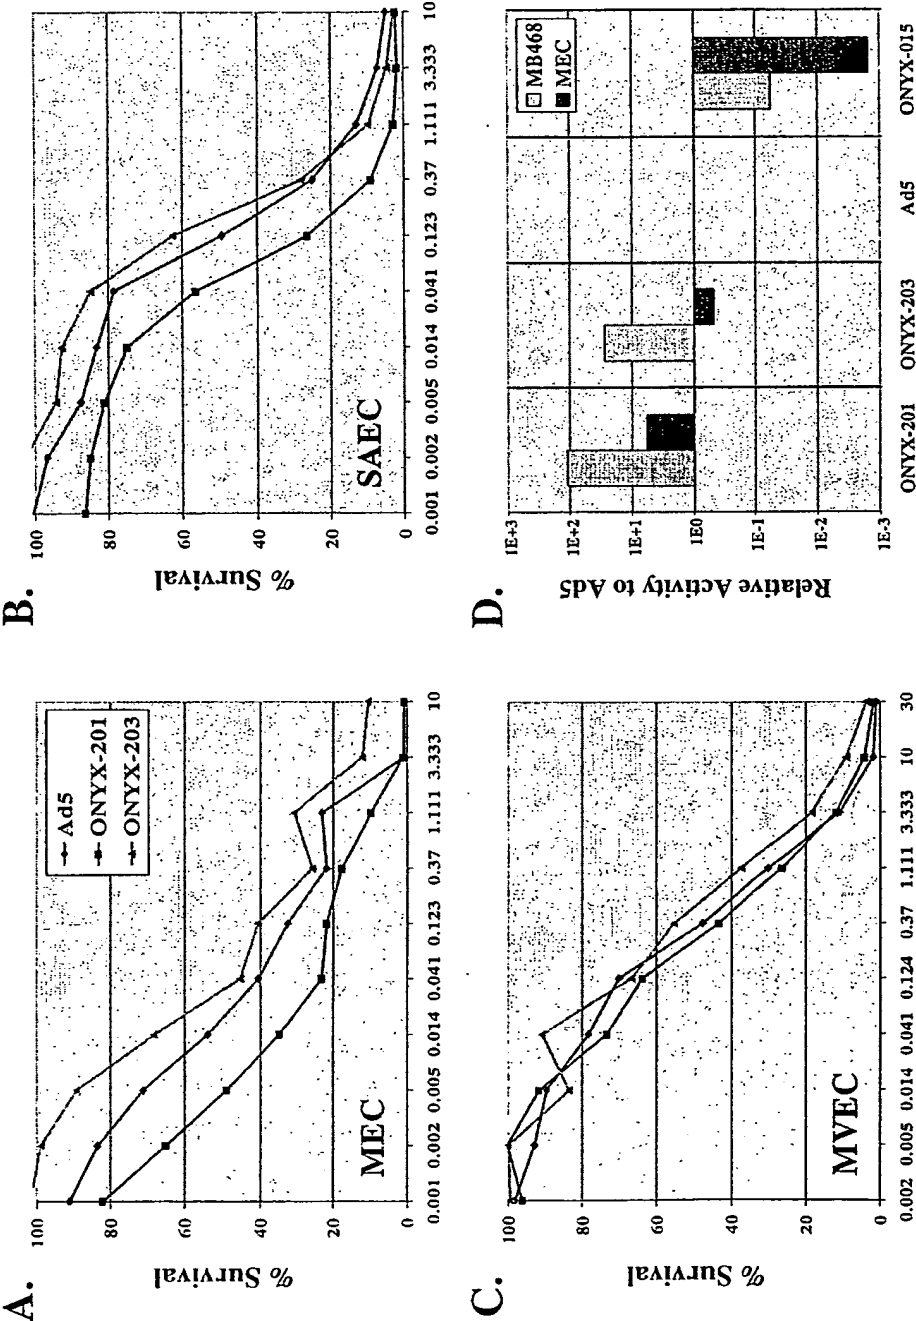 A.
100
80
60
40
20
0
% Survival
Ad5
ONYX-201
ONYX-203
MEC
0.001 0.002 0.005 0.014 0.041 0.123 0.37 1.111 3.333 10
B.
100
80
60
40
20
0
% Survival
SAEC
0.001 0.002 0.005 0.014 0.041 0.123 0.37 1.111 3.333 10
C.
100
80
60
40
20
0
% Survival
MVEC
0.002 0.005 0.014 0.041 0.124 0.37 1.111 3.333 10 30
D.
1E+3
1E+2
1E+1
1E0
1E-1
1E-2
1E-3
Relative Activity to Ad5
MB468
MEC
ONYX-201 ONYX-203 Ad5 ONYX-015